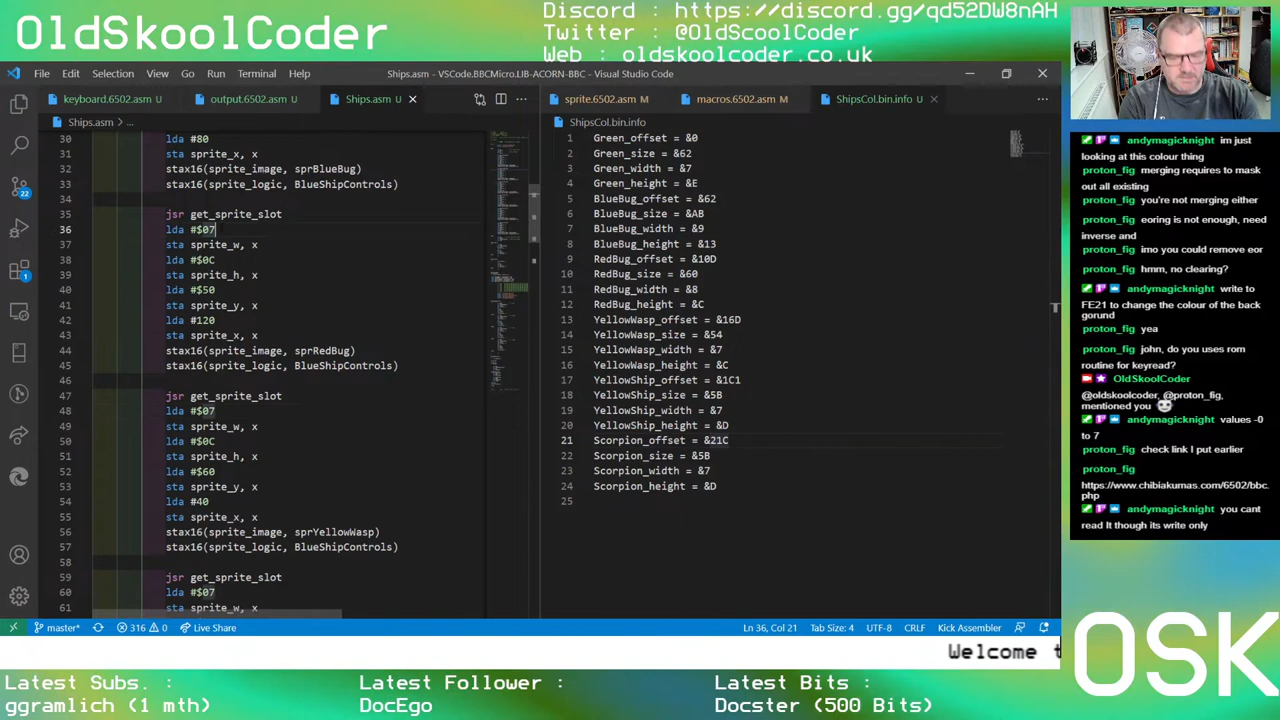 OldSkoolCoder
Discord : https://discord.gg/qd52DW8nAH
Twitter : @OldScoolCoder
Web : oldskoolcoder.co.uk
File Edit Selection View Go Run Terminal Help
Ships.asm - VSCode.BBCMicro.LIB-ACORN-BBC - Visual Studio Code
keyboard.6502.asm U
output.6502.asm U
Ships.asm U
Ships.asm > ...
30 lda #80
31 sta sprite_x, x
32 stax16(sprite_image, sprBlueBug)
33 stax16(sprite_logic, BlueShipControls)
34
35 jsr get_sprite_slot
36 lda #$07
37 sta sprite_w, x
38 lda #$0C
39 sta sprite_h, x
40 lda #$50
41 sta sprite_y, x
42 lda #120
43 sta sprite_x, x
44 stax16(sprite_image, sprRedBug)
45 stax16(sprite_logic, BlueShipControls)
46
47 jsr get_sprite_slot
48 lda #$07
49 sta sprite_w, x
50 lda #$0C
51 sta sprite_h, x
52 lda #$60
53 sta sprite_y, x
54 lda #40
55 sta sprite_x, x
56 stax16(sprite_image, sprYellowWasp)
57 stax16(sprite_logic, BlueShipControls)
58
59 jsr get_sprite_slot
60 lda #$07
61 sta sprite_w, x
sprite.6502.asm M
macros.6502.asm M
ShipsCol.bin.info U
ShipsCol.bin.info
1 Green_offset = &0
2 Green_size = &62
3 Green_width = &7
4 Green_height = &E
5 BlueBug_offset = &62
6 BlueBug_size = &AB
7 BlueBug_width = &9
8 BlueBug_height = &13
9 RedBug_offset = &10D
10 RedBug_size = &60
11 RedBug_width = &8
12 RedBug_height = &C
13 YellowWasp_offset = &16D
14 YellowWasp_size = &54
15 YellowWasp_width = &7
16 YellowWasp_height = &C
17 YellowShip_offset = &1C1
18 YellowShip_size = &5B
19 YellowShip_width = &7
20 YellowShip_height = &D
21 Scorpion_offset = &21C
22 Scorpion_size = &5B
23 Scorpion_width = &7
24 Scorpion_height = &D
25
22
1
master*
316 0
Live Share
Ln 36, Col 21 Tab Size: 4 UTF-8 CRLF Kick Assembler
andymagicknight im just
looking at this colour thing
proton_fig merging requires to mask
out all existing
proton_fig you're not merging either
proton_fig eoring is not enough, need
inverse and
proton_fig imo you could remove eor
proton_fig hmm, no clearing?
andymagicknight write to
FE21 to change the colour of the back
gorund
proton_fig yea
proton_fig john, do you uses rom
routine for keyread?
OldSkoolCoder
@oldskoolcoder, @proton_fig,
mentioned you
andymagicknight values -0
to 7
proton_fig check link I put earlier
proton_fig
https://www.chibiakumas.com/6502/bbc.
php
andymagicknight you cant
read It though its write only
OSK
Welcome t
Latest Subs. :
ggramlich (1 mth)
Latest Follower :
DocEgo
Latest Bits :
Docster (500 Bits)